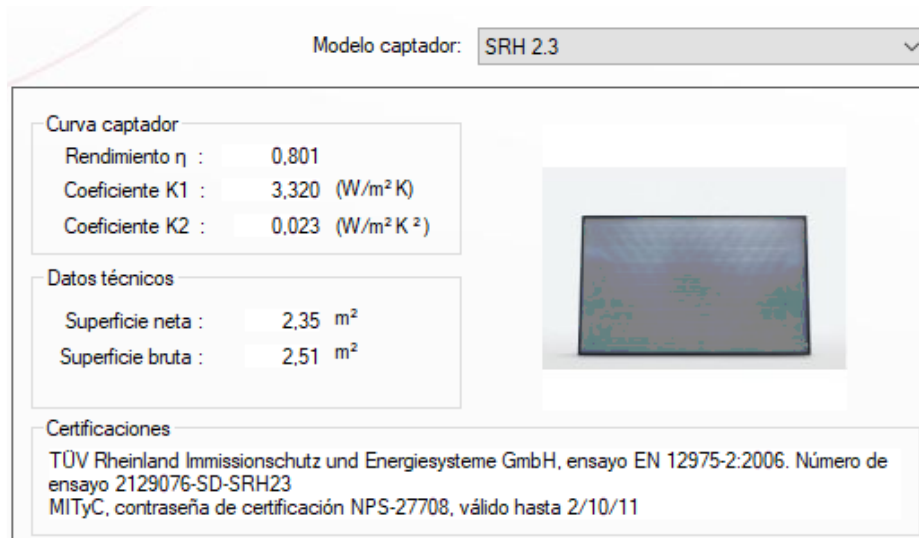 Modelo captador: SRH 2.3
Curva captador
Rendimiento η : 0,801
Coeficiente K1 : 3,320 (W/m² K)
Coeficiente K2 : 0,023 (W/m² K ²)
Datos técnicos
Superficie neta : 2,35 m²
Superficie bruta : 2,51 m²
Certificaciones
TÜV Rheinland Immissionschutz und Energiesysteme GmbH, ensayo EN 12975-2:2006. Número de
ensayo 2129076-SD-SRH23
MITyC, contraseña de certificación NPS-27708, válido hasta 2/10/11